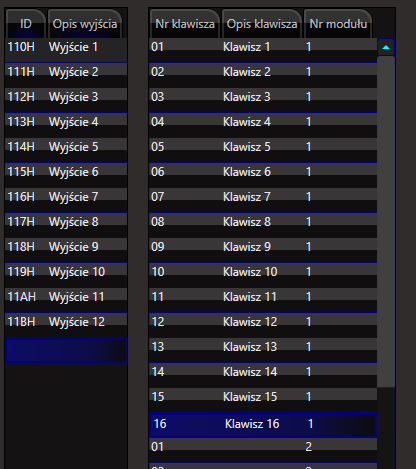 ID Opis wyjścia
110H Wyjście 1
111H Wyjście 2
112H Wyjście 3
113H Wyjście 4
114H Wyjście 5
115H Wyjście 6
116H Wyjście 7
117H Wyjście 8
118H Wyjście 9
119H Wyjście 10
11AH Wyjście 11
11BH Wyjście 12
Nr klawisza Opis klawisza Nr modułu
01 Klawisz 1 1
02 Klawisz 2 1
03 Klawisz 3 1
04 Klawisz 4 1
05 Klawisz 5 1
06 Klawisz 6 1
07 Klawisz 7 1
08 Klawisz 8 1
09 Klawisz 9 1
10 Klawisz 10 1
11 Klawisz 11 1
12 Klawisz 12 1
13 Klawisz 13 1
14 Klawisz 14 1
15 Klawisz 15 1
16 Klawisz 16 1
01 2